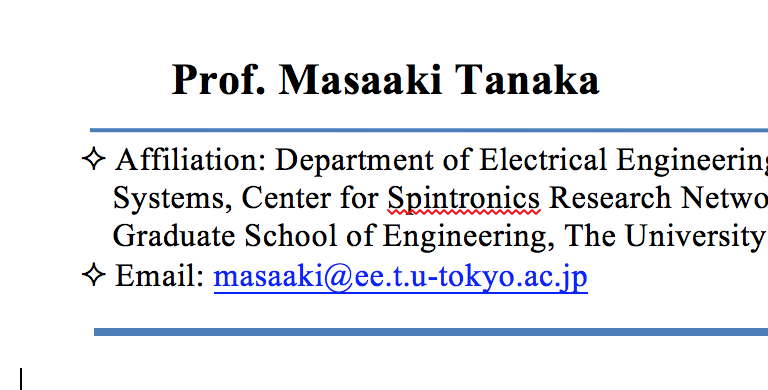 Prof. Masaaki Tanaka
✧ Affiliation: Department of Electrical Engineering
Systems, Center for Spintronics Research Netwo
Graduate School of Engineering, The University
✧ Email: masaaki@ee.t.u-tokyo.ac.jp